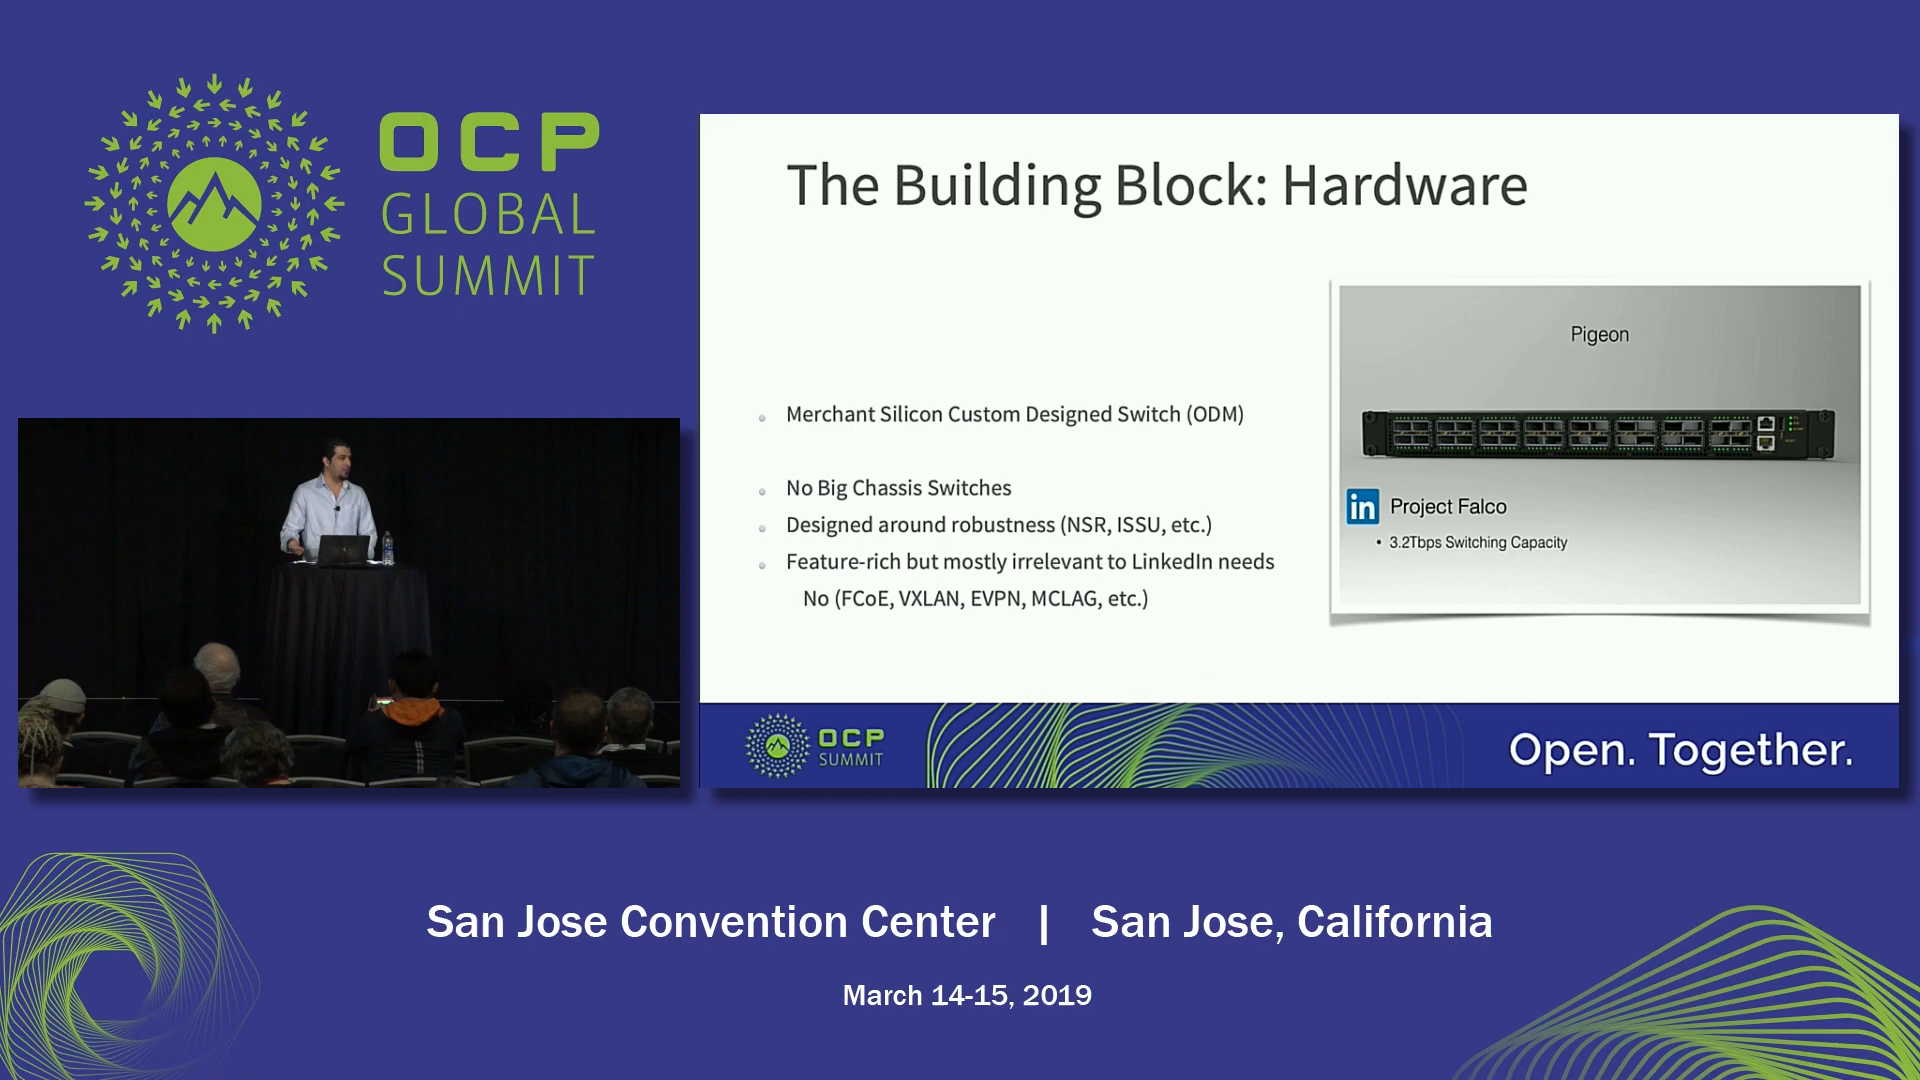 OCP
GLOBAL
SUMMIT
The Building Block: Hardware
Merchant Silicon Custom Designed Switch (ODM)
No Big Chassis Switches
Designed around robustness (NSR, ISSU, etc.)
Feature-rich but mostly irrelevant to LinkedIn needs
No (FCoE, VXLAN, EVPN, MCLAG, etc.)
Pigeon
in Project Falco
• 3.2Tbps Switching Capacity
OCP
SUMMIT
Open. Together.
San Jose Convention Center | San Jose, California
March 14-15, 2019